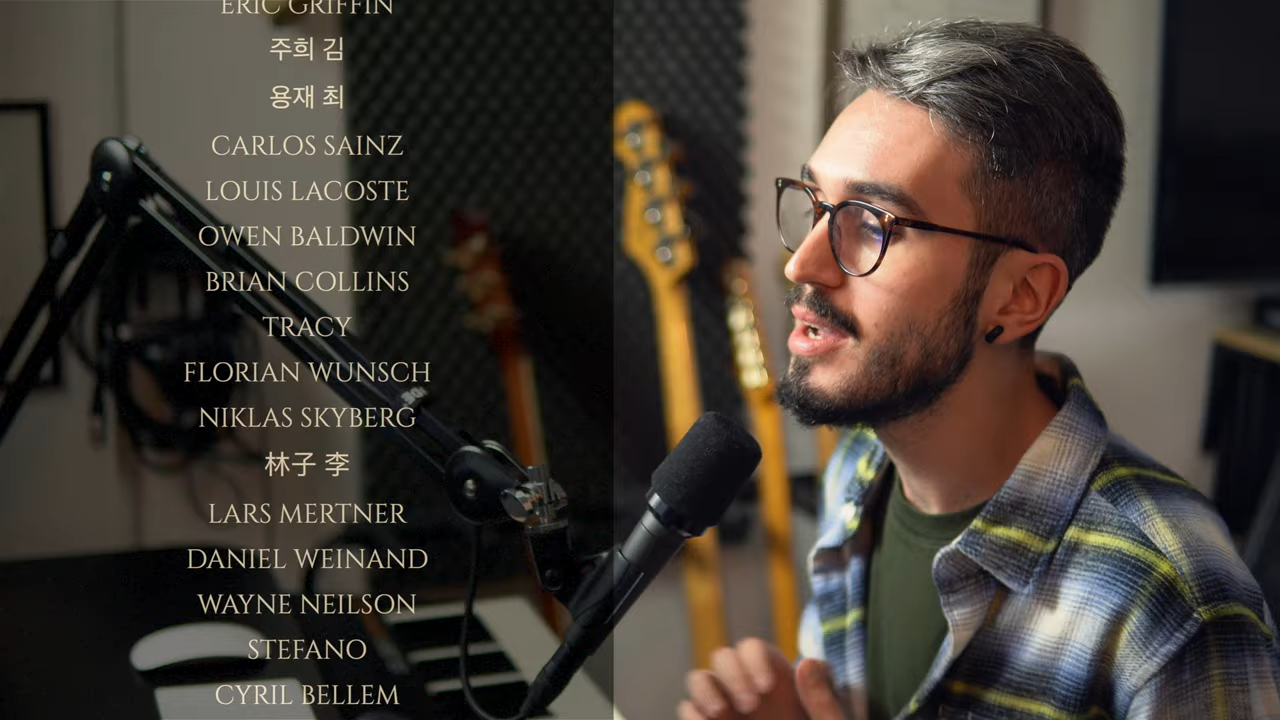 ERIC GRIFFIN
주희 김
용재 최
CARLOS SAINZ
LOUIS LACOSTE
OWEN BALDWIN
BRIAN COLLINS
TRACY
FLORIAN WUNSCH
NIKLAS SKYBERG
林子 李
LARS MERTNER
DANIEL WEINAND
WAYNE NEILSON
STEFANO
CYRIL BELLEM